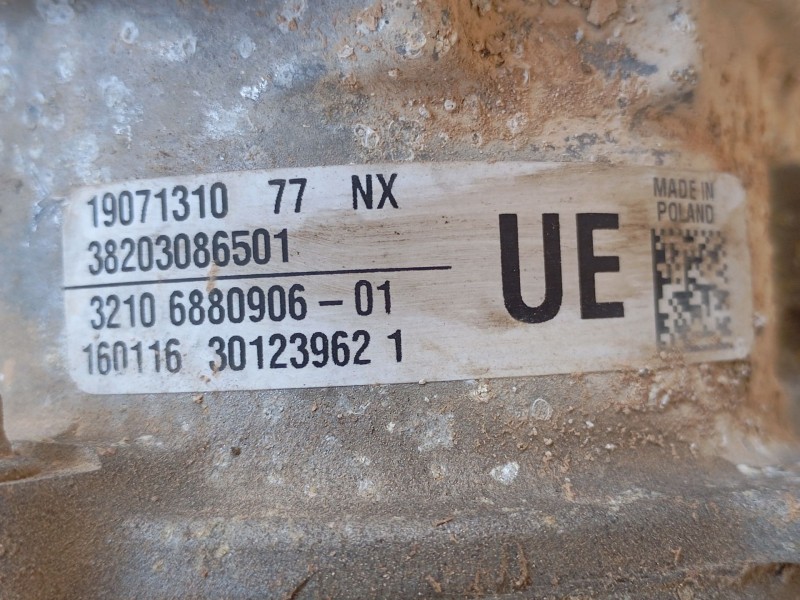 19071310 77 NX
38203086501
3210 6880906-01
160116 30123962 1
UE
MADE IN
POLAND